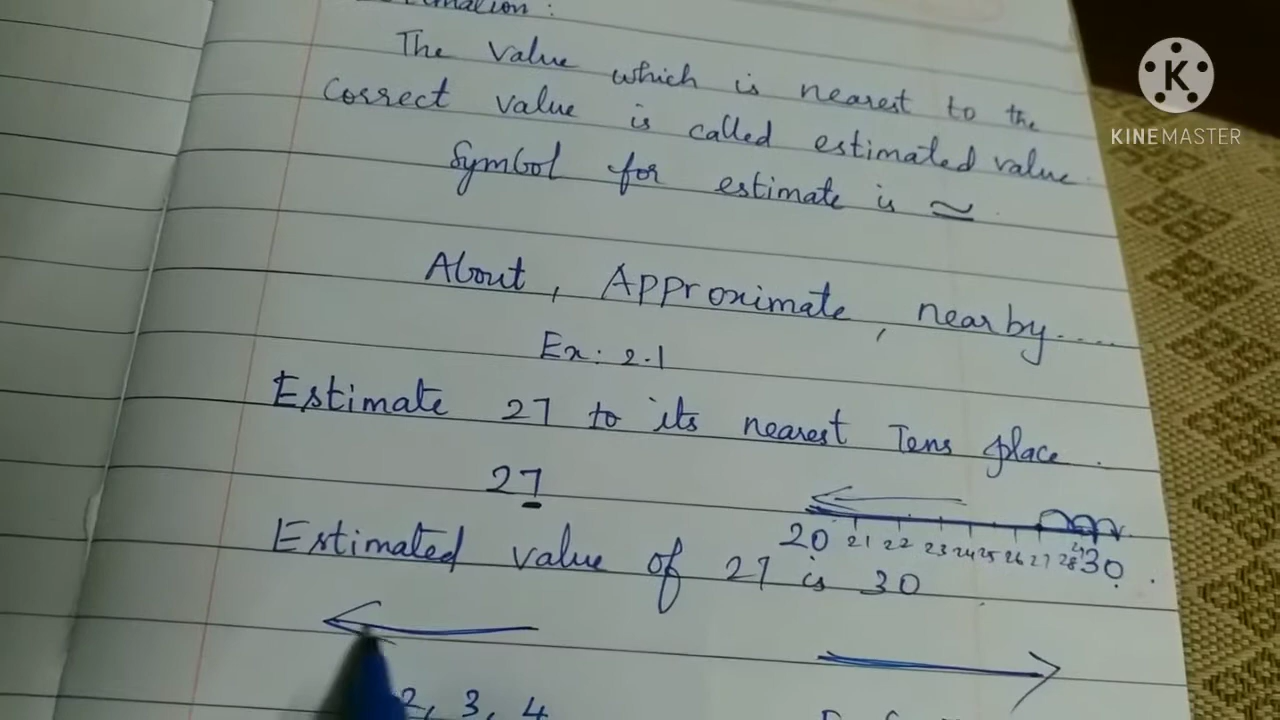 The value which is nearest to the
correct value is called estimated value.
Symbol for estimate is ≃
About, Approximate, nearby....
Ex: 2.1
Estimate 27 to its nearest Tens place.
27
20 21 22 23 24 25 26 27 28 29 30
Estimated value of 27 is 30.
2, 3, 4
K
KINEMASTER